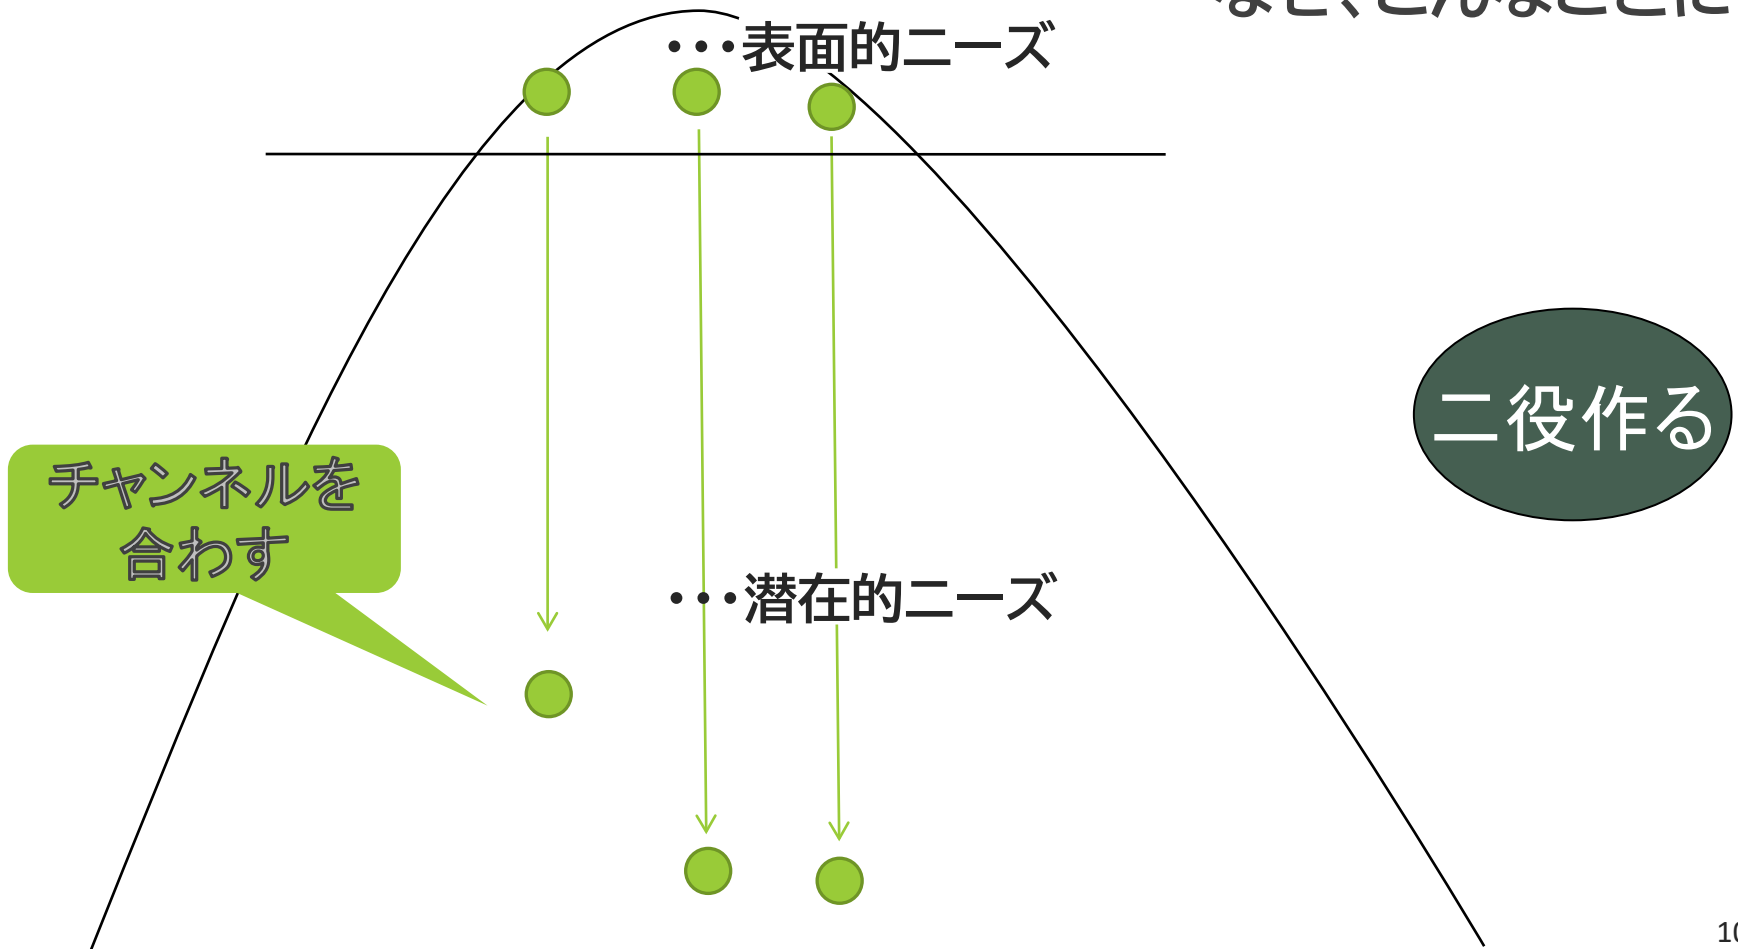 ・・・表面的ニーズ
二役作る
チャンネルを
合わす
・・・潜在的ニーズ